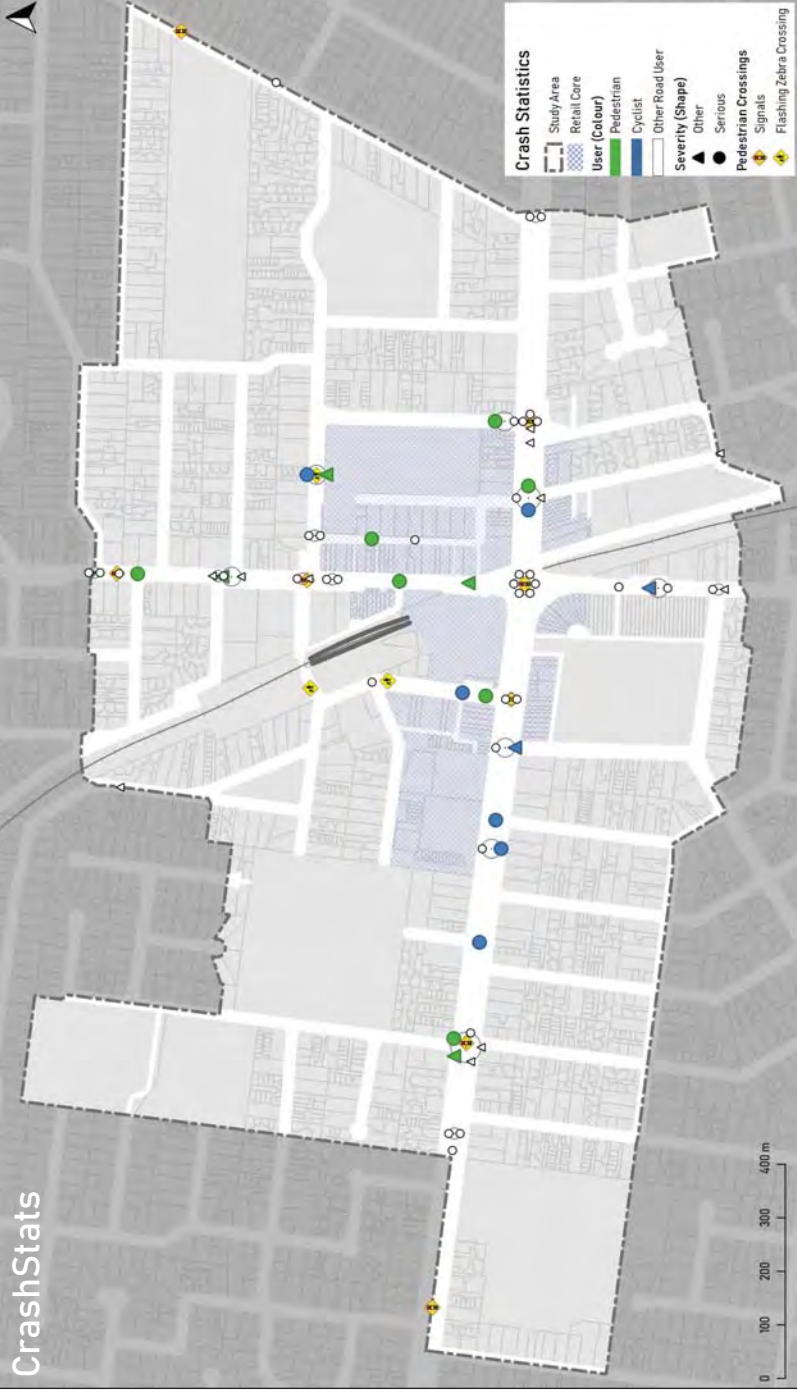 CrashStats
Crash Statistics
Study Area
Retail Core
User (Colour)
Pedestrian
Cyclist
Other Road User
Severity (Shape)
Other
Serious
Pedestrian Crossings
Signals
Flashing Zebra Crossing
0 100 200 300 400 m